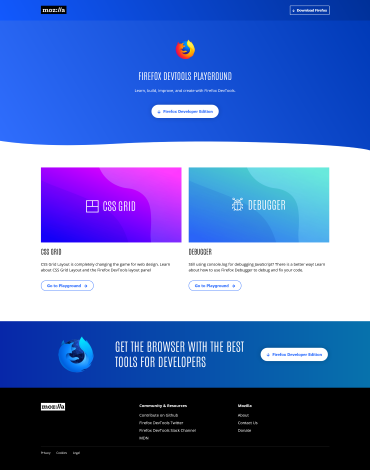 moz://a
Download Firefox
FIREFOX DEVTOOLS PLAYGROUND
Learn, build, improve, and create with Firefox DevTools.
Firefox Developer Edition
CSS GRID
DEBUGGER
CSS GRID
CSS Grid Layout is completely changing the game for web design. Learn
about CSS Grid Layout and the Firefox DevTools layout panel
Go to Playground
DEBUGGER
Still using console.log for debugging JavaScript? There is a better way! Learn
about how to use Firefox Debugger to debug and fix your code.
Go to Playground
GET THE BROWSER WITH THE BEST
TOOLS FOR DEVELOPERS
Firefox Developer Edition
moz://a
Community & Resources
Contribute on Github
Firefox DevTools Twitter
Firefox DevTools Slack Channel
MDN
Mozilla
About
Contact Us
Donate
Privacy
Cookies
Legal